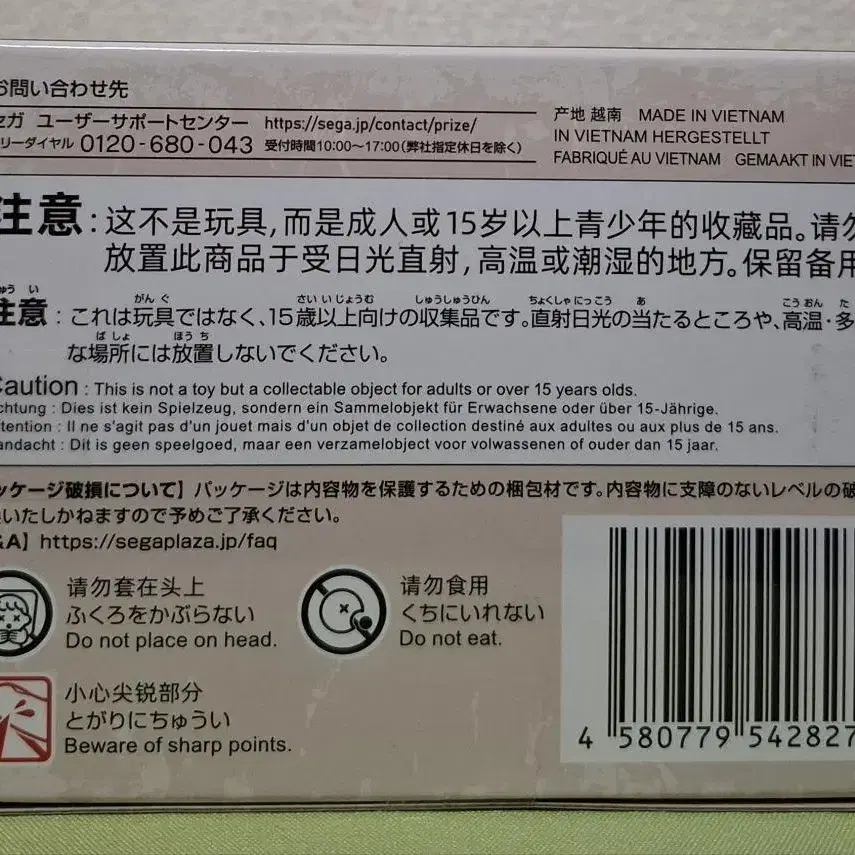 お問い合わせ先
セガ ユーザーサポートセンター https://sega.jp/contact/prize/
リーダイヤル 0120-680-043 受付時間10:00〜17:00(弊社指定休日を除く)
产地 越南 MADE IN VIETNAM
IN VIETNAM HERGESTELLT
FABRIQUÉ AU VIETNAM GEMAAKT IN VIE
注意：这不是玩具，而是成人或15岁以上青少年的收藏品。请勿
放置此商品于受日光直射，高温或潮湿的地方。保留备用
注意：これは玩具ではなく、15歳以上向けの収集品です。直射日光の当たるところや、高温・多
な場所には放置しないでください。
Caution : This is not a toy but a collectable object for adults or over 15 years olds.
chtung : Dies ist kein Spielzeug, sondern ein Sammelobjekt für Erwachsene oder über 15-Jährige.
ttention : Il ne s'agit pas d'un jouet mais d'un objet de collection destiné aux adultes ou aux plus de 15 ans.
andacht : Dit is geen speelgoed, maar een verzamelobject voor volwassenen of ouder dan 15 jaar.
ッケージ破損について】パッケージは内容物を保護するための梱包材です。内容物に支障のないレベルの破
いたしかねますので予めご了承ください。
&A】https://segaplaza.jp/faq
请勿套在头上
ふくろをかぶらない
Do not place on head.
请勿食用
くちにいれない
Do not eat.
小心尖锐部分
とがりにちゅうい
Beware of sharp points.
4 580779 542827